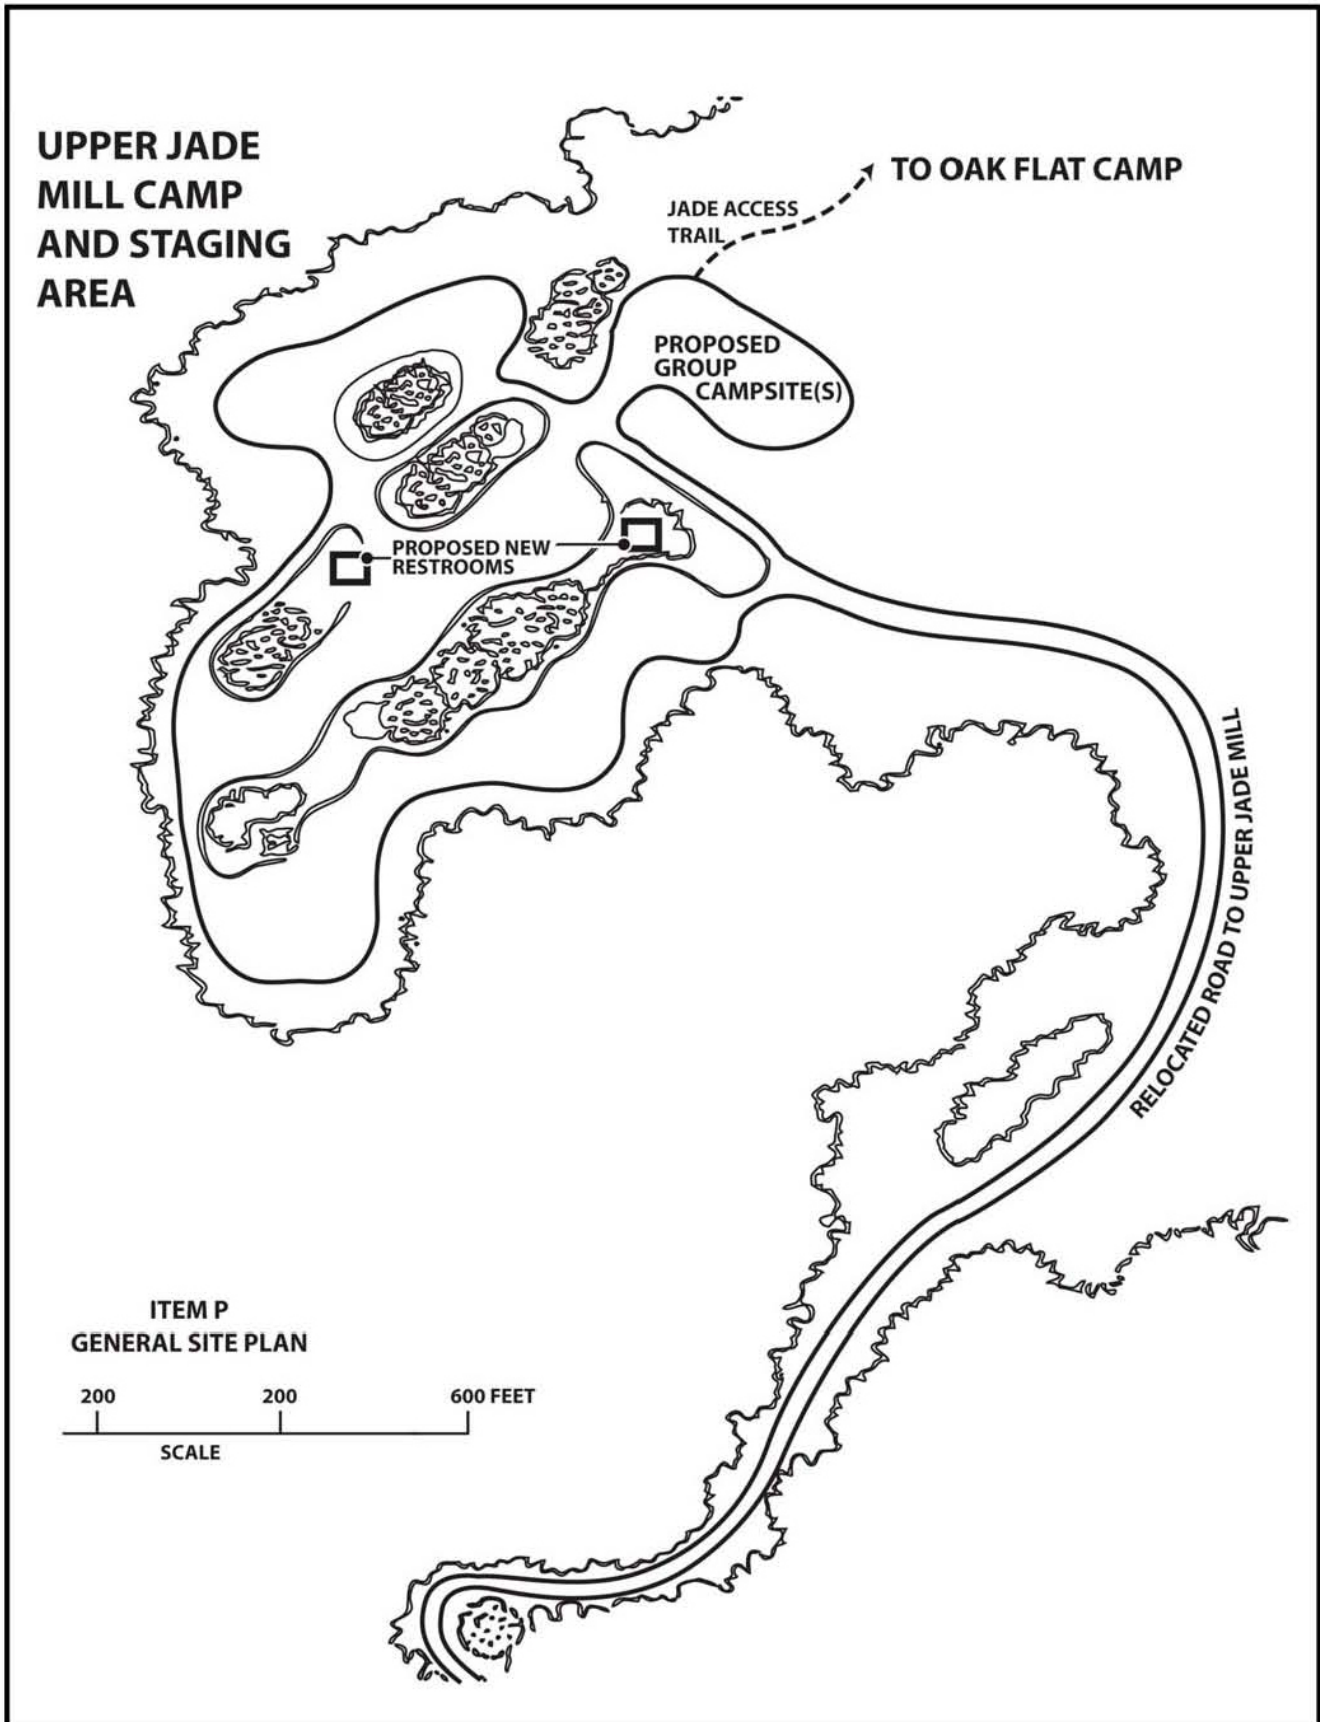 UPPER JADE
MILL CAMP
AND STAGING
AREA
TO OAK FLAT CAMP
JADE ACCESS
TRAIL
PROPOSED
GROUP
CAMPSITE(S)
PROPOSED NEW
RESTROOMS
RELOCATED ROAD TO UPPER JADE MILL
ITEM P
GENERAL SITE PLAN
200 200 600 FEET
SCALE